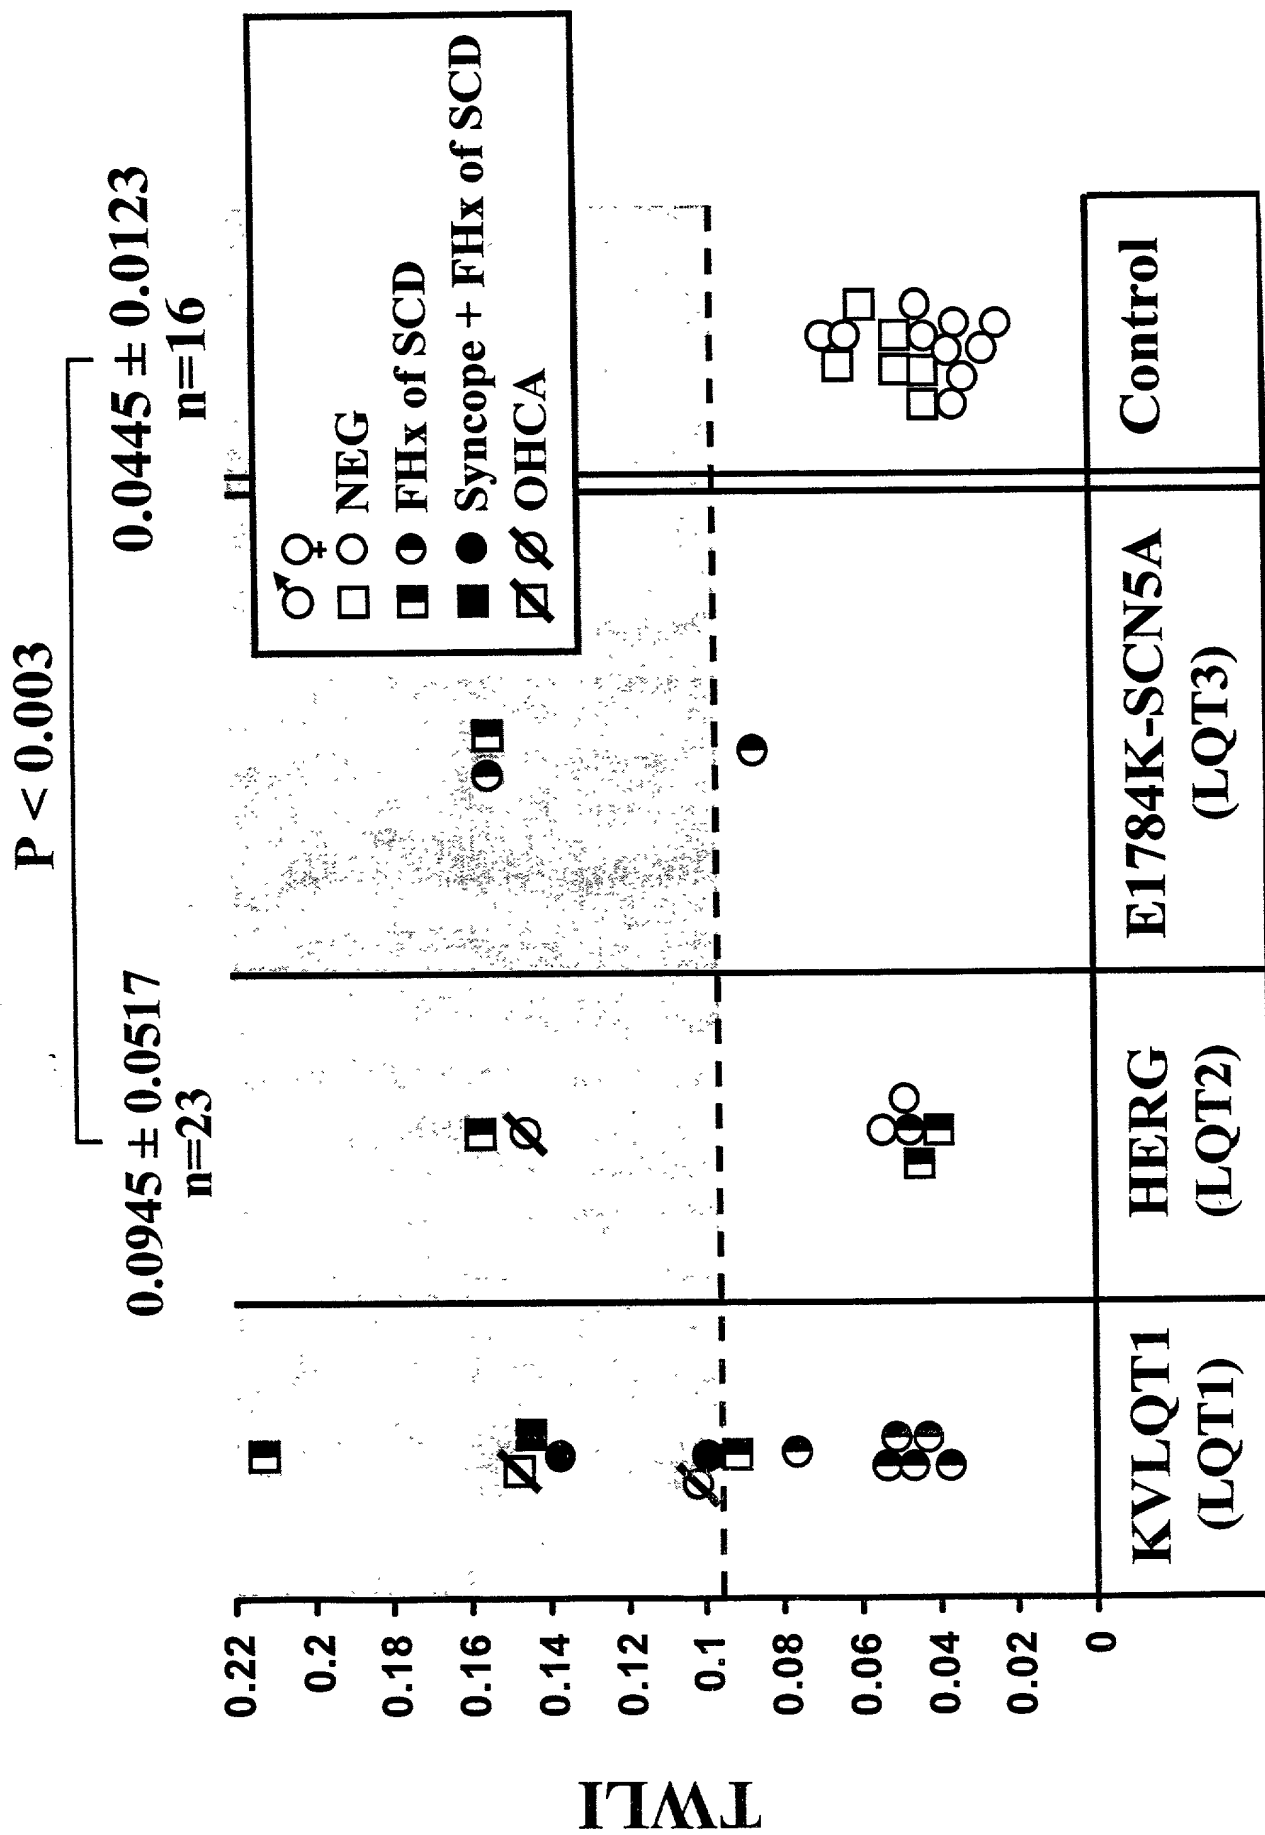 P < 0.003
0.0945 ± 0.0517
n=23
0.0445 ± 0.0123
n=16
♂ ♀
NEG
FHx of SCD
Syncope + FHx of SCD
OHCA
TWLI
0.22
0.2
0.18
0.16
0.14
0.12
0.1
0.08
0.06
0.04
0.02
0
KVLQT1
(LQT1)
HERG
(LQT2)
E1784K-SCN5A
(LQT3)
Control